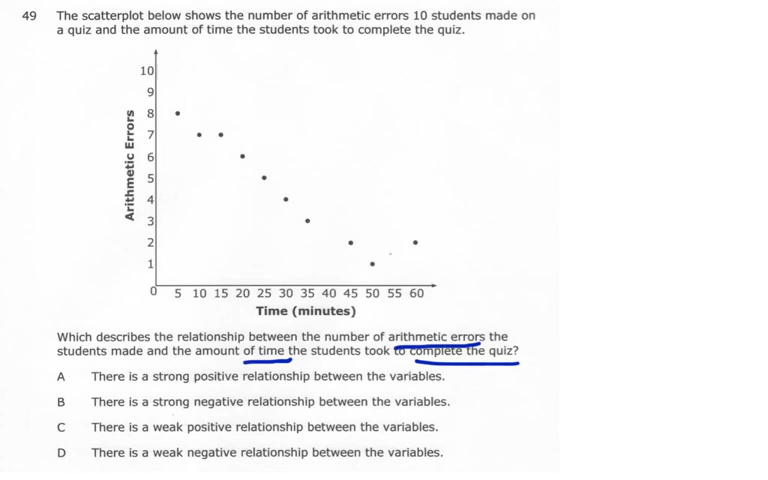 49 The scatterplot below shows the number of arithmetic errors 10 students made on
a quiz and the amount of time the students took to complete the quiz.
Arithmetic Errors
10
9
8
7
6
5
4
3
2
1
0 5 10 15 20 25 30 35 40 45 50 55 60
Time (minutes)
Which describes the relationship between the number of arithmetic errors the
students made and the amount of time the students took to complete the quiz?
A There is a strong positive relationship between the variables.
B There is a strong negative relationship between the variables.
C There is a weak positive relationship between the variables.
D There is a weak negative relationship between the variables.